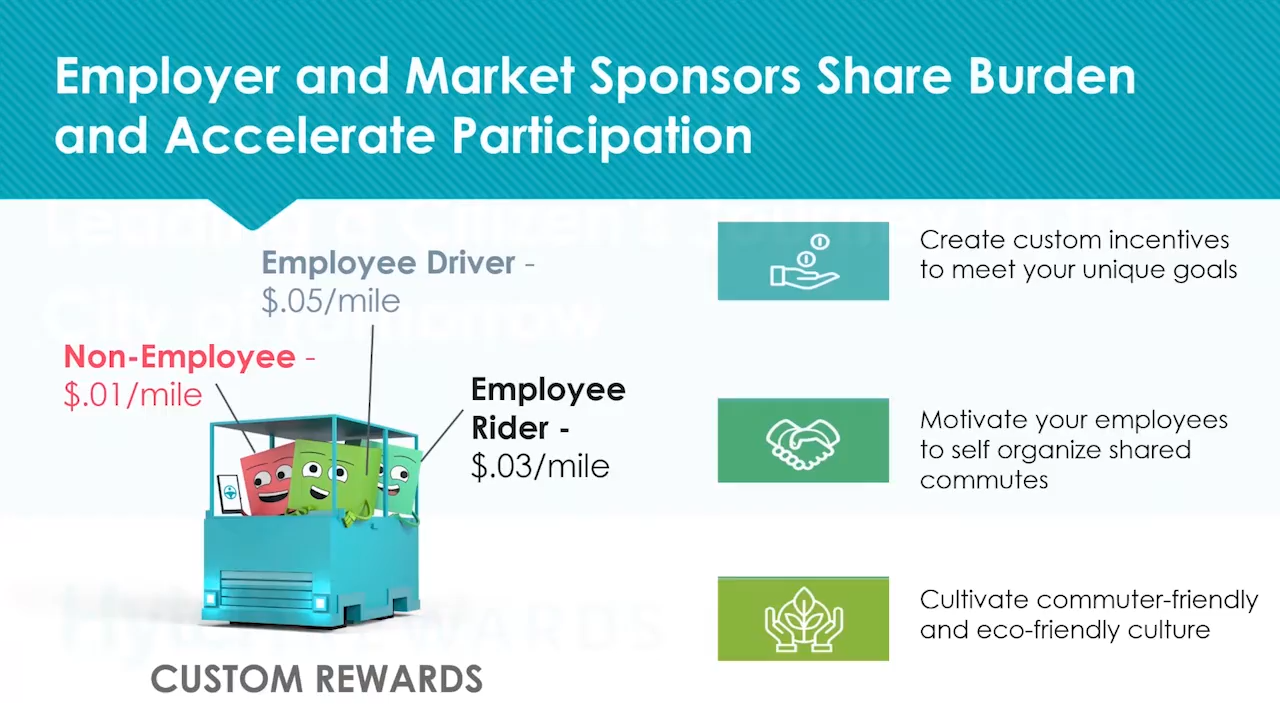 Employer and Market Sponsors Share Burden
and Accelerate Participation
Employee Driver -
$.05/mile
Non-Employee -
$.01/mile
Employee
Rider -
$.03/mile
CUSTOM REWARDS
Create custom incentives
to meet your unique goals
Motivate your employees
to self organize shared
commutes
Cultivate commuter-friendly
and eco-friendly culture